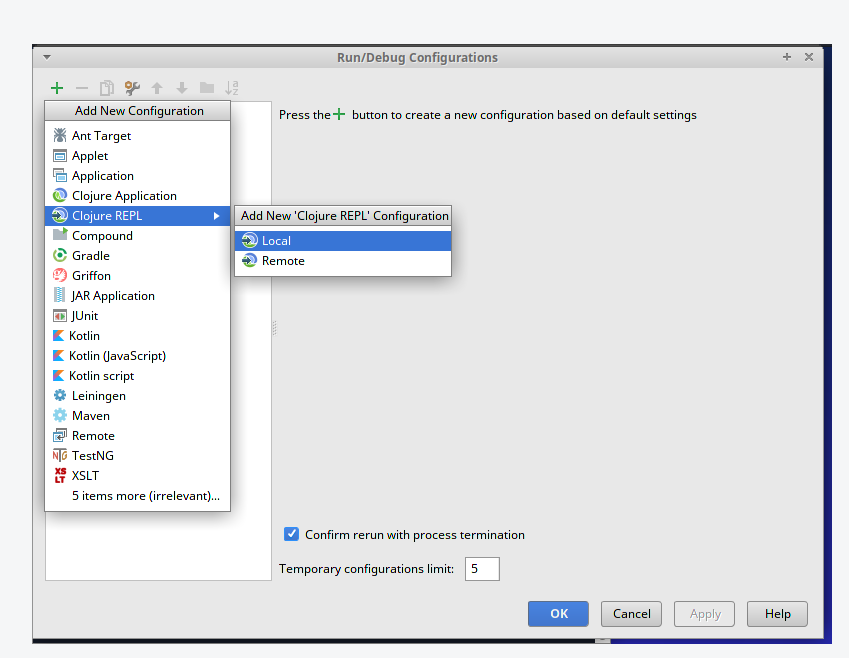 Run/Debug Configurations
Add New Configuration
Press the + button to create a new configuration based on default settings
Ant Target
Applet
Application
Clojure Application
Clojure REPL
Add New 'Clojure REPL' Configuration
Local
Remote
Compound
Gradle
Griffon
JAR Application
JUnit
Kotlin
Kotlin (JavaScript)
Kotlin script
Leiningen
Maven
Remote
TestNG
XSLT
5 items more (irrelevant)...
Confirm rerun with process termination
Temporary configurations limit: 5
OK Cancel Apply Help